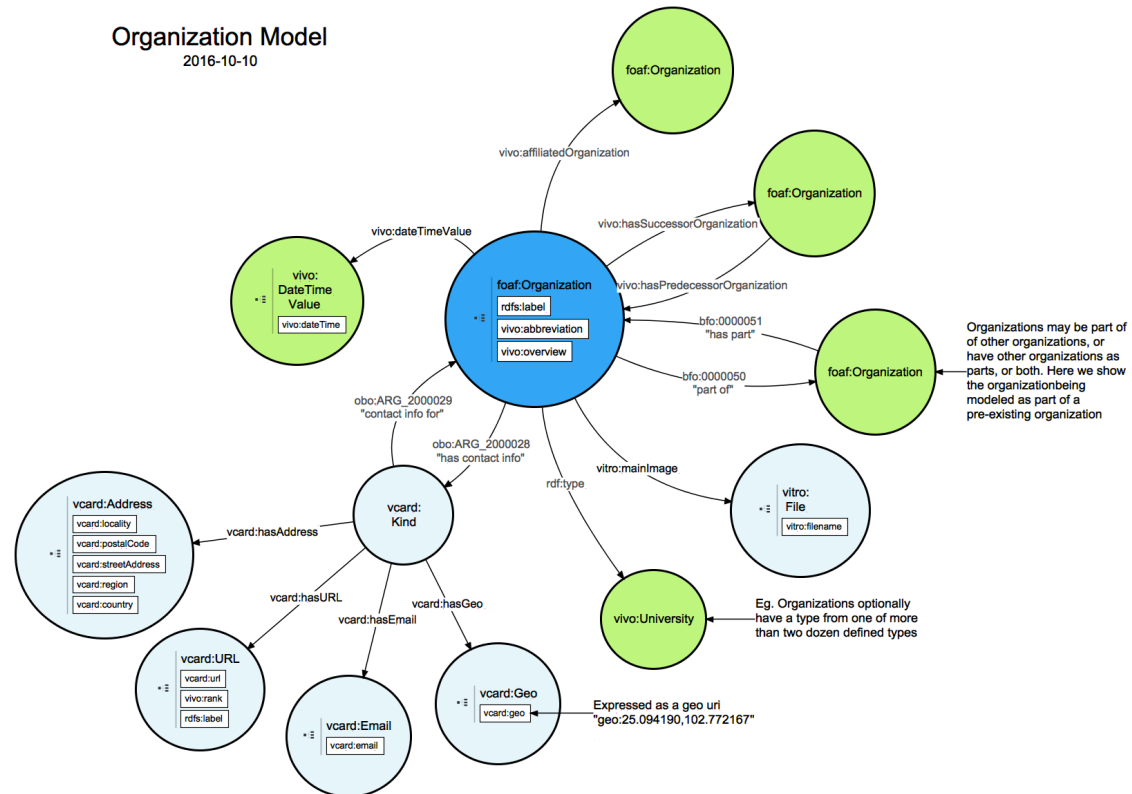 Organization Model
2016-10-10
foaf:Organization
vivo:affiliatedOrganization
foaf:Organization
vivo:hasSuccessorOrganization
vivo:dateTimeValue
vivo:
DateTime
Value
vivo:dateTime
foaf:Organization
rdfs:label
vivo:abbreviation
vivo:overview
vivo:hasPredecessorOrganization
bfo:0000051
"has part"
foaf:Organization
bfo:0000050
"part of"
Organizations may be part
of other organizations, or
have other organizations as
parts, or both. Here we show
the organizationbeing
modeled as part of a
pre-existing organization
obo:ARG_2000029
"contact info for"
obo:ARG_2000028
"has contact info"
vitro:mainImage
rdf:type
vitro:
File
vitro:filename
vcard:
Kind
vcard:Address
vcard:locality
vcard:postalCode
vcard:streetAddress
vcard:region
vcard:country
vcard:hasAddress
vcard:hasURL
vcard:hasEmail
vcard:hasGeo
vivo:University
Eg. Organizations optionally
have a type from one of more
than two dozen defined types
vcard:URL
vcard:url
vivo:rank
rdfs:label
vcard:Email
vcard:email
vcard:Geo
vcard:geo
Expressed as a geo uri
"geo:25.094190,102.772167"